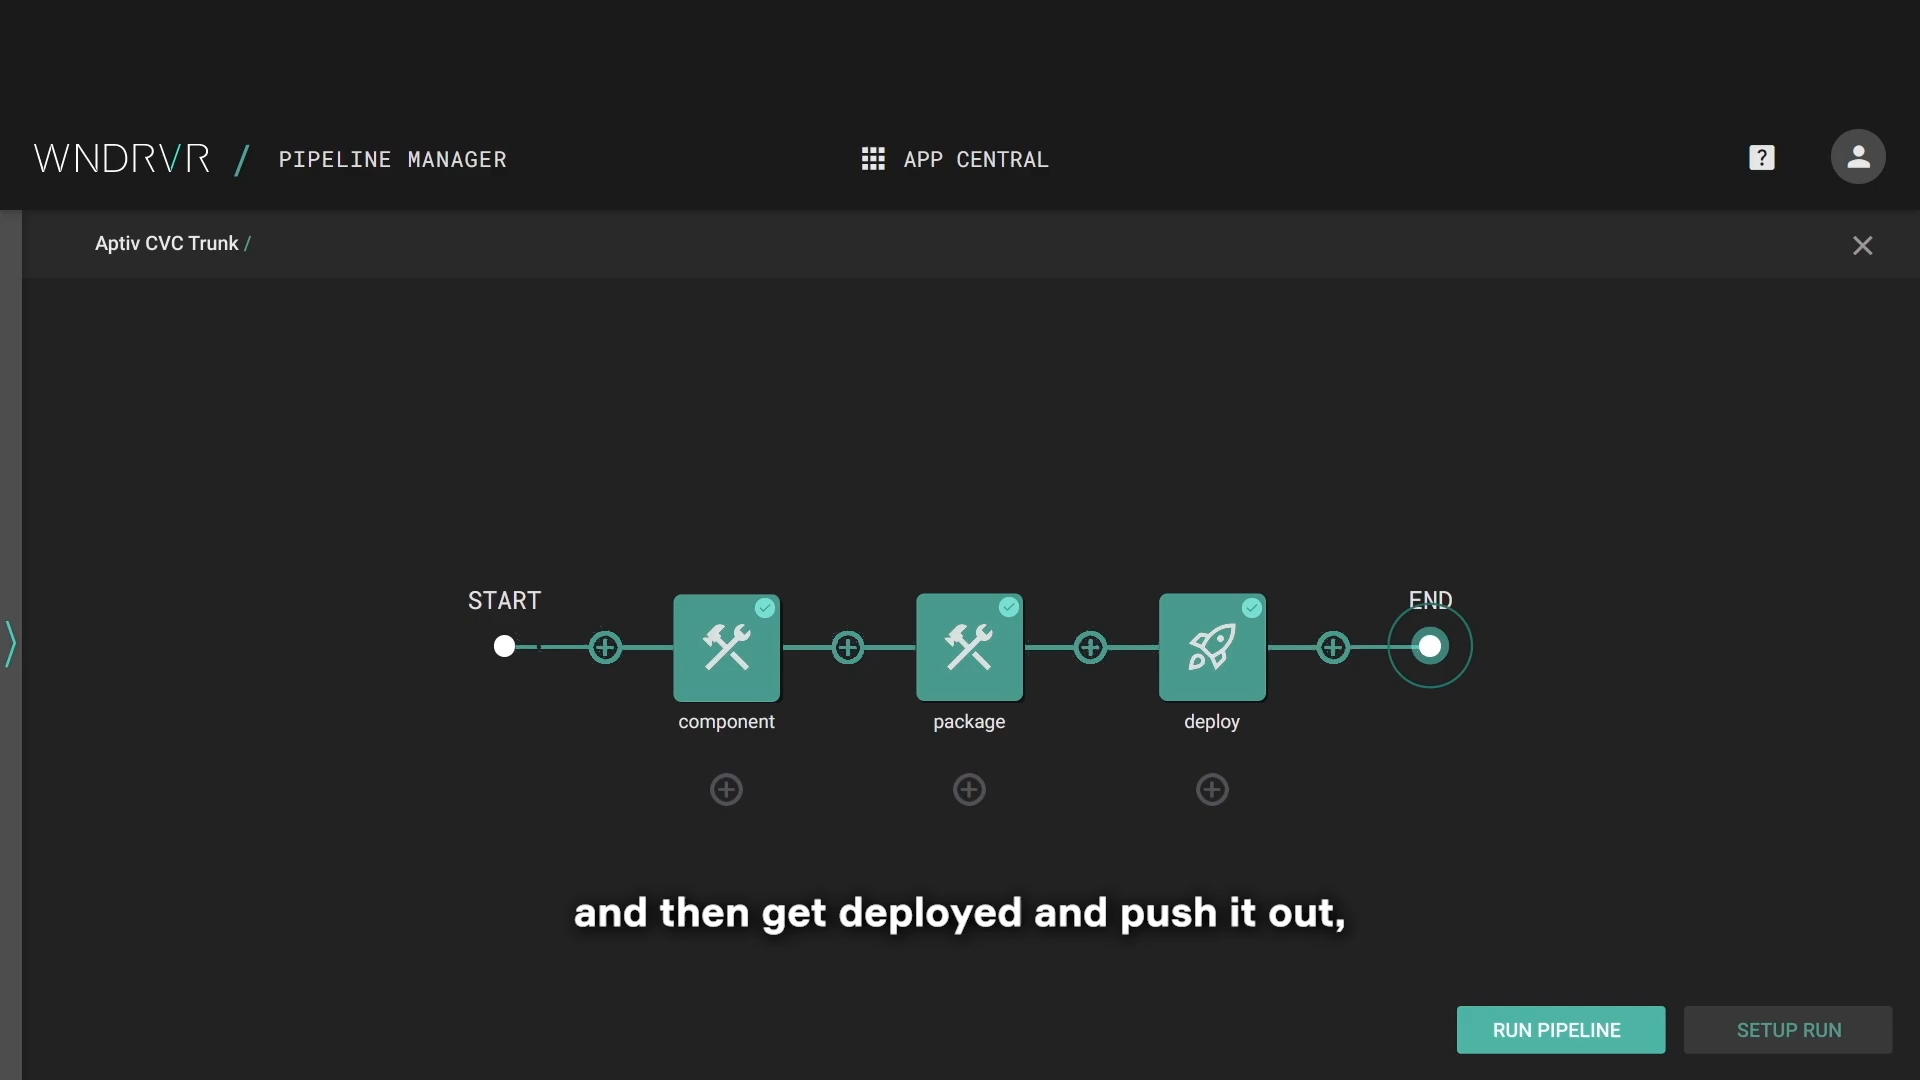 WNDRVR / PIPELINE MANAGER
APP CENTRAL
?
Aptiv CVC Trunk /
START
END
component
package
deploy
and then get deployed and push it out,
RUN PIPELINE
SETUP RUN